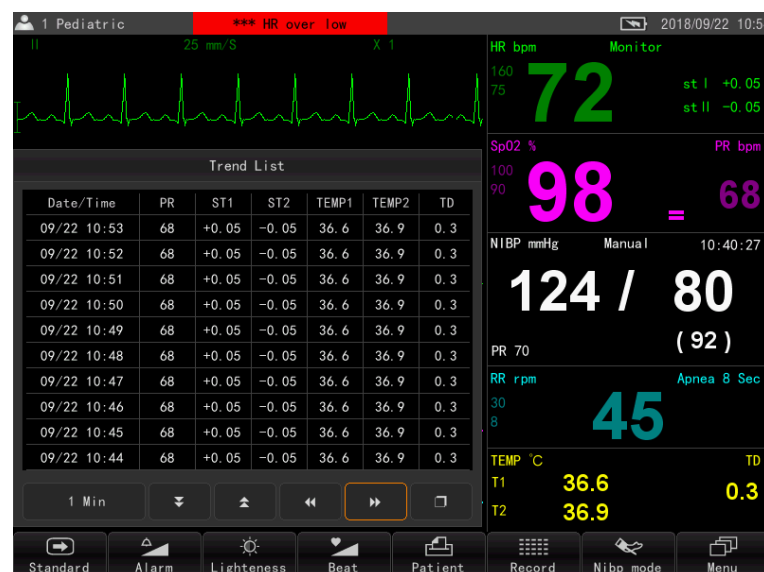 1 Pediatric
*** HR over low
2018/09/22 10:5
II 25 mm/S X 1
HR bpm Monitor
160
75
72
st I +0.05
st II -0.05
SpO2 % PR bpm
100
90
98
68
Trend List
Date/Time PR ST1 ST2 TEMP1 TEMP2 TD
09/22 10:53 68 +0.05 -0.05 36.6 36.9 0.3
09/22 10:52 68 +0.05 -0.05 36.6 36.9 0.3
09/22 10:51 68 +0.05 -0.05 36.6 36.9 0.3
09/22 10:50 68 +0.05 -0.05 36.6 36.9 0.3
09/22 10:49 68 +0.05 -0.05 36.6 36.9 0.3
09/22 10:48 68 +0.05 -0.05 36.6 36.9 0.3
09/22 10:47 68 +0.05 -0.05 36.6 36.9 0.3
09/22 10:46 68 +0.05 -0.05 36.6 36.9 0.3
09/22 10:45 68 +0.05 -0.05 36.6 36.9 0.3
09/22 10:44 68 +0.05 -0.05 36.6 36.9 0.3
1 Min
NIBP mmHg Manual 10:40:27
124 / 80
PR 70 (92)
RR rpm Apnea 8 Sec
30
8
45
TEMP °C TD
T1 36.6
0.3
T2 36.9
Standard Alarm Lighteness Beat Patient Record Nibp mode Menu